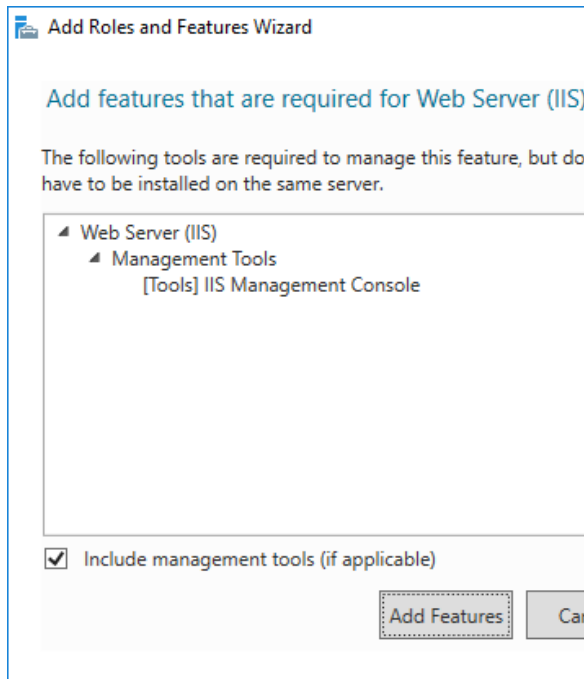 Add Roles and Features Wizard
Add features that are required for Web Server (IIS)
The following tools are required to manage this feature, but do
have to be installed on the same server.
Web Server (IIS)
Management Tools
[Tools] IIS Management Console
Include management tools (if applicable)
Add Features